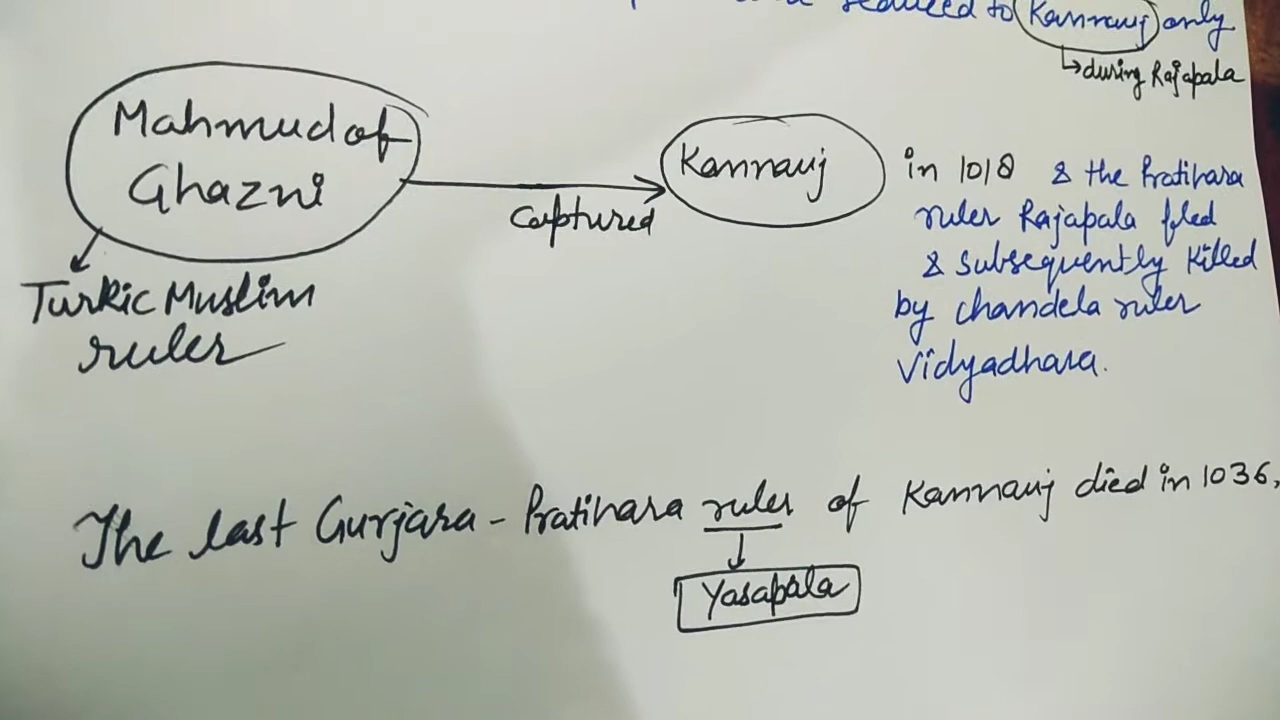 reduced to Kannauj only
↳during Rajapala
Mahmud of
Ghazni
captured
Kannauj
in 1018 & the Pratihara
ruler Rajapala fled
& subsequently killed
by chandela ruler
Vidyadhara.
Turkic Muslim
ruler
The last Gurjara - Pratihara ruler of Kannauj died in 1036,
Yasapala